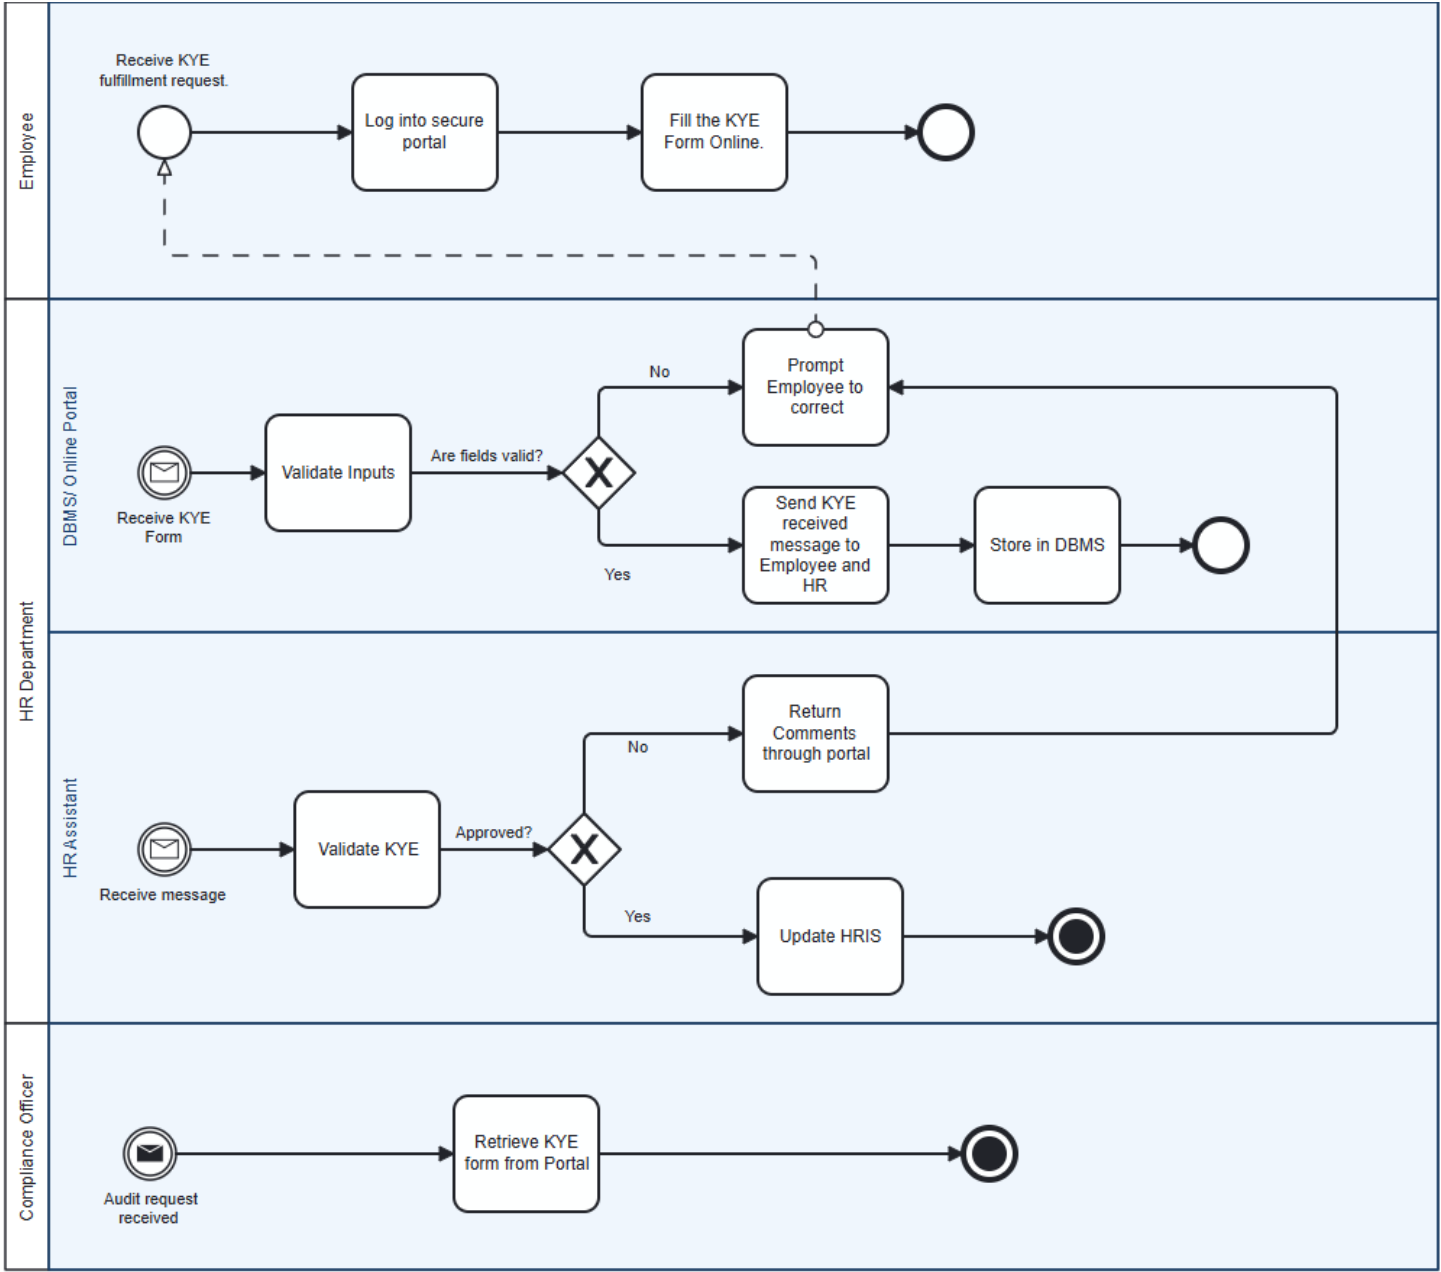 Employee
Receive KYE
fulfillment request.
Log into secure
portal
Fill the KYE
Form Online.
HR Department
DBMS/ Online Portal
Receive KYE
Form
Validate Inputs
Are fields valid?
No
Yes
Prompt
Employee to
correct
Send KYE
received
message to
Employee and
HR
Store in DBMS
HR Assistant
Receive message
Validate KYE
Approved?
No
Yes
Return
Comments
through portal
Update HRIS
Compliance Officer
Audit request
received
Retrieve KYE
form from Portal